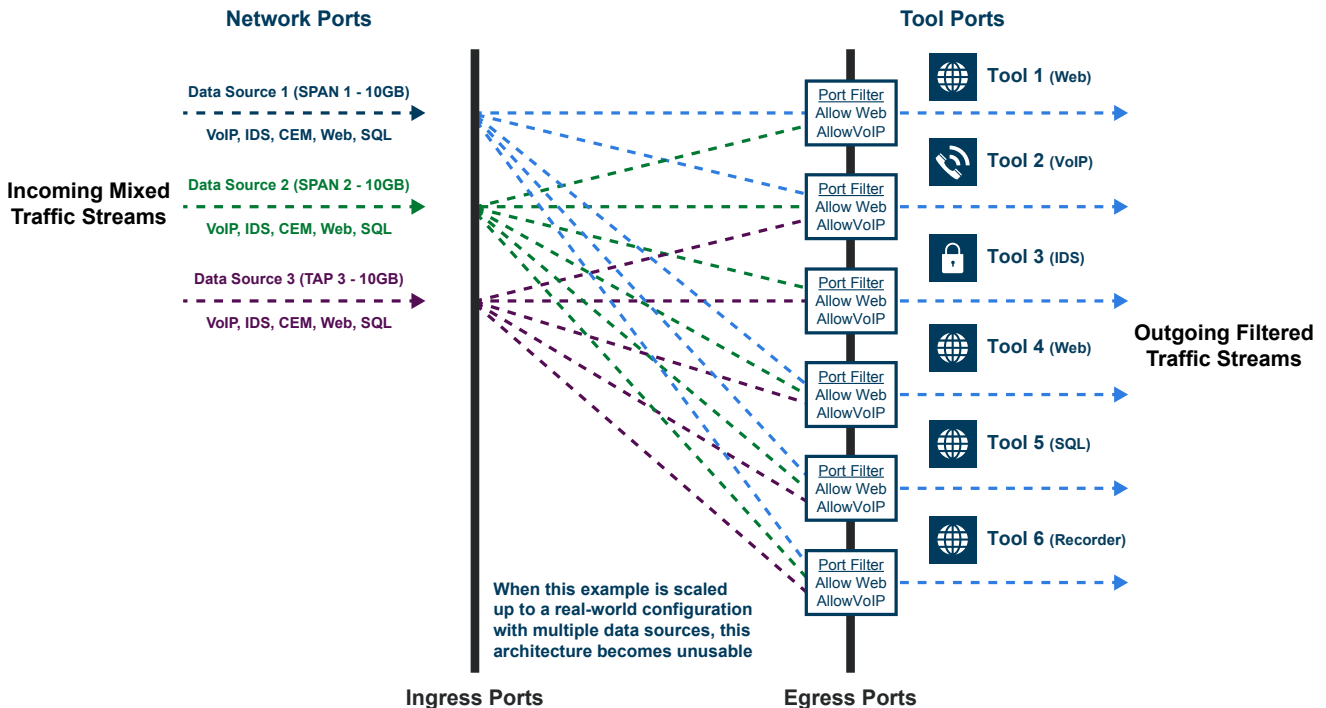 Network Ports
Tool Ports
Incoming Mixed
Traffic Streams
Data Source 1 (SPAN 1 - 10GB)
VoIP, IDS, CEM, Web, SQL
Data Source 2 (SPAN 2 - 10GB)
VoIP, IDS, CEM, Web, SQL
Data Source 3 (TAP 3 - 10GB)
VoIP, IDS, CEM, Web, SQL
Port Filter
Allow Web
AllowVoIP
Port Filter
Allow Web
AllowVoIP
Port Filter
Allow Web
AllowVoIP
Port Filter
Allow Web
AllowVoIP
Port Filter
Allow Web
AllowVoIP
Port Filter
Allow Web
AllowVoIP
Tool 1 (Web)
Tool 2 (VoIP)
Tool 3 (IDS)
Tool 4 (Web)
Tool 5 (SQL)
Tool 6 (Recorder)
Outgoing Filtered
Traffic Streams
When this example is scaled
up to a real-world configuration
with multiple data sources, this
architecture becomes unusable
Ingress Ports
Egress Ports